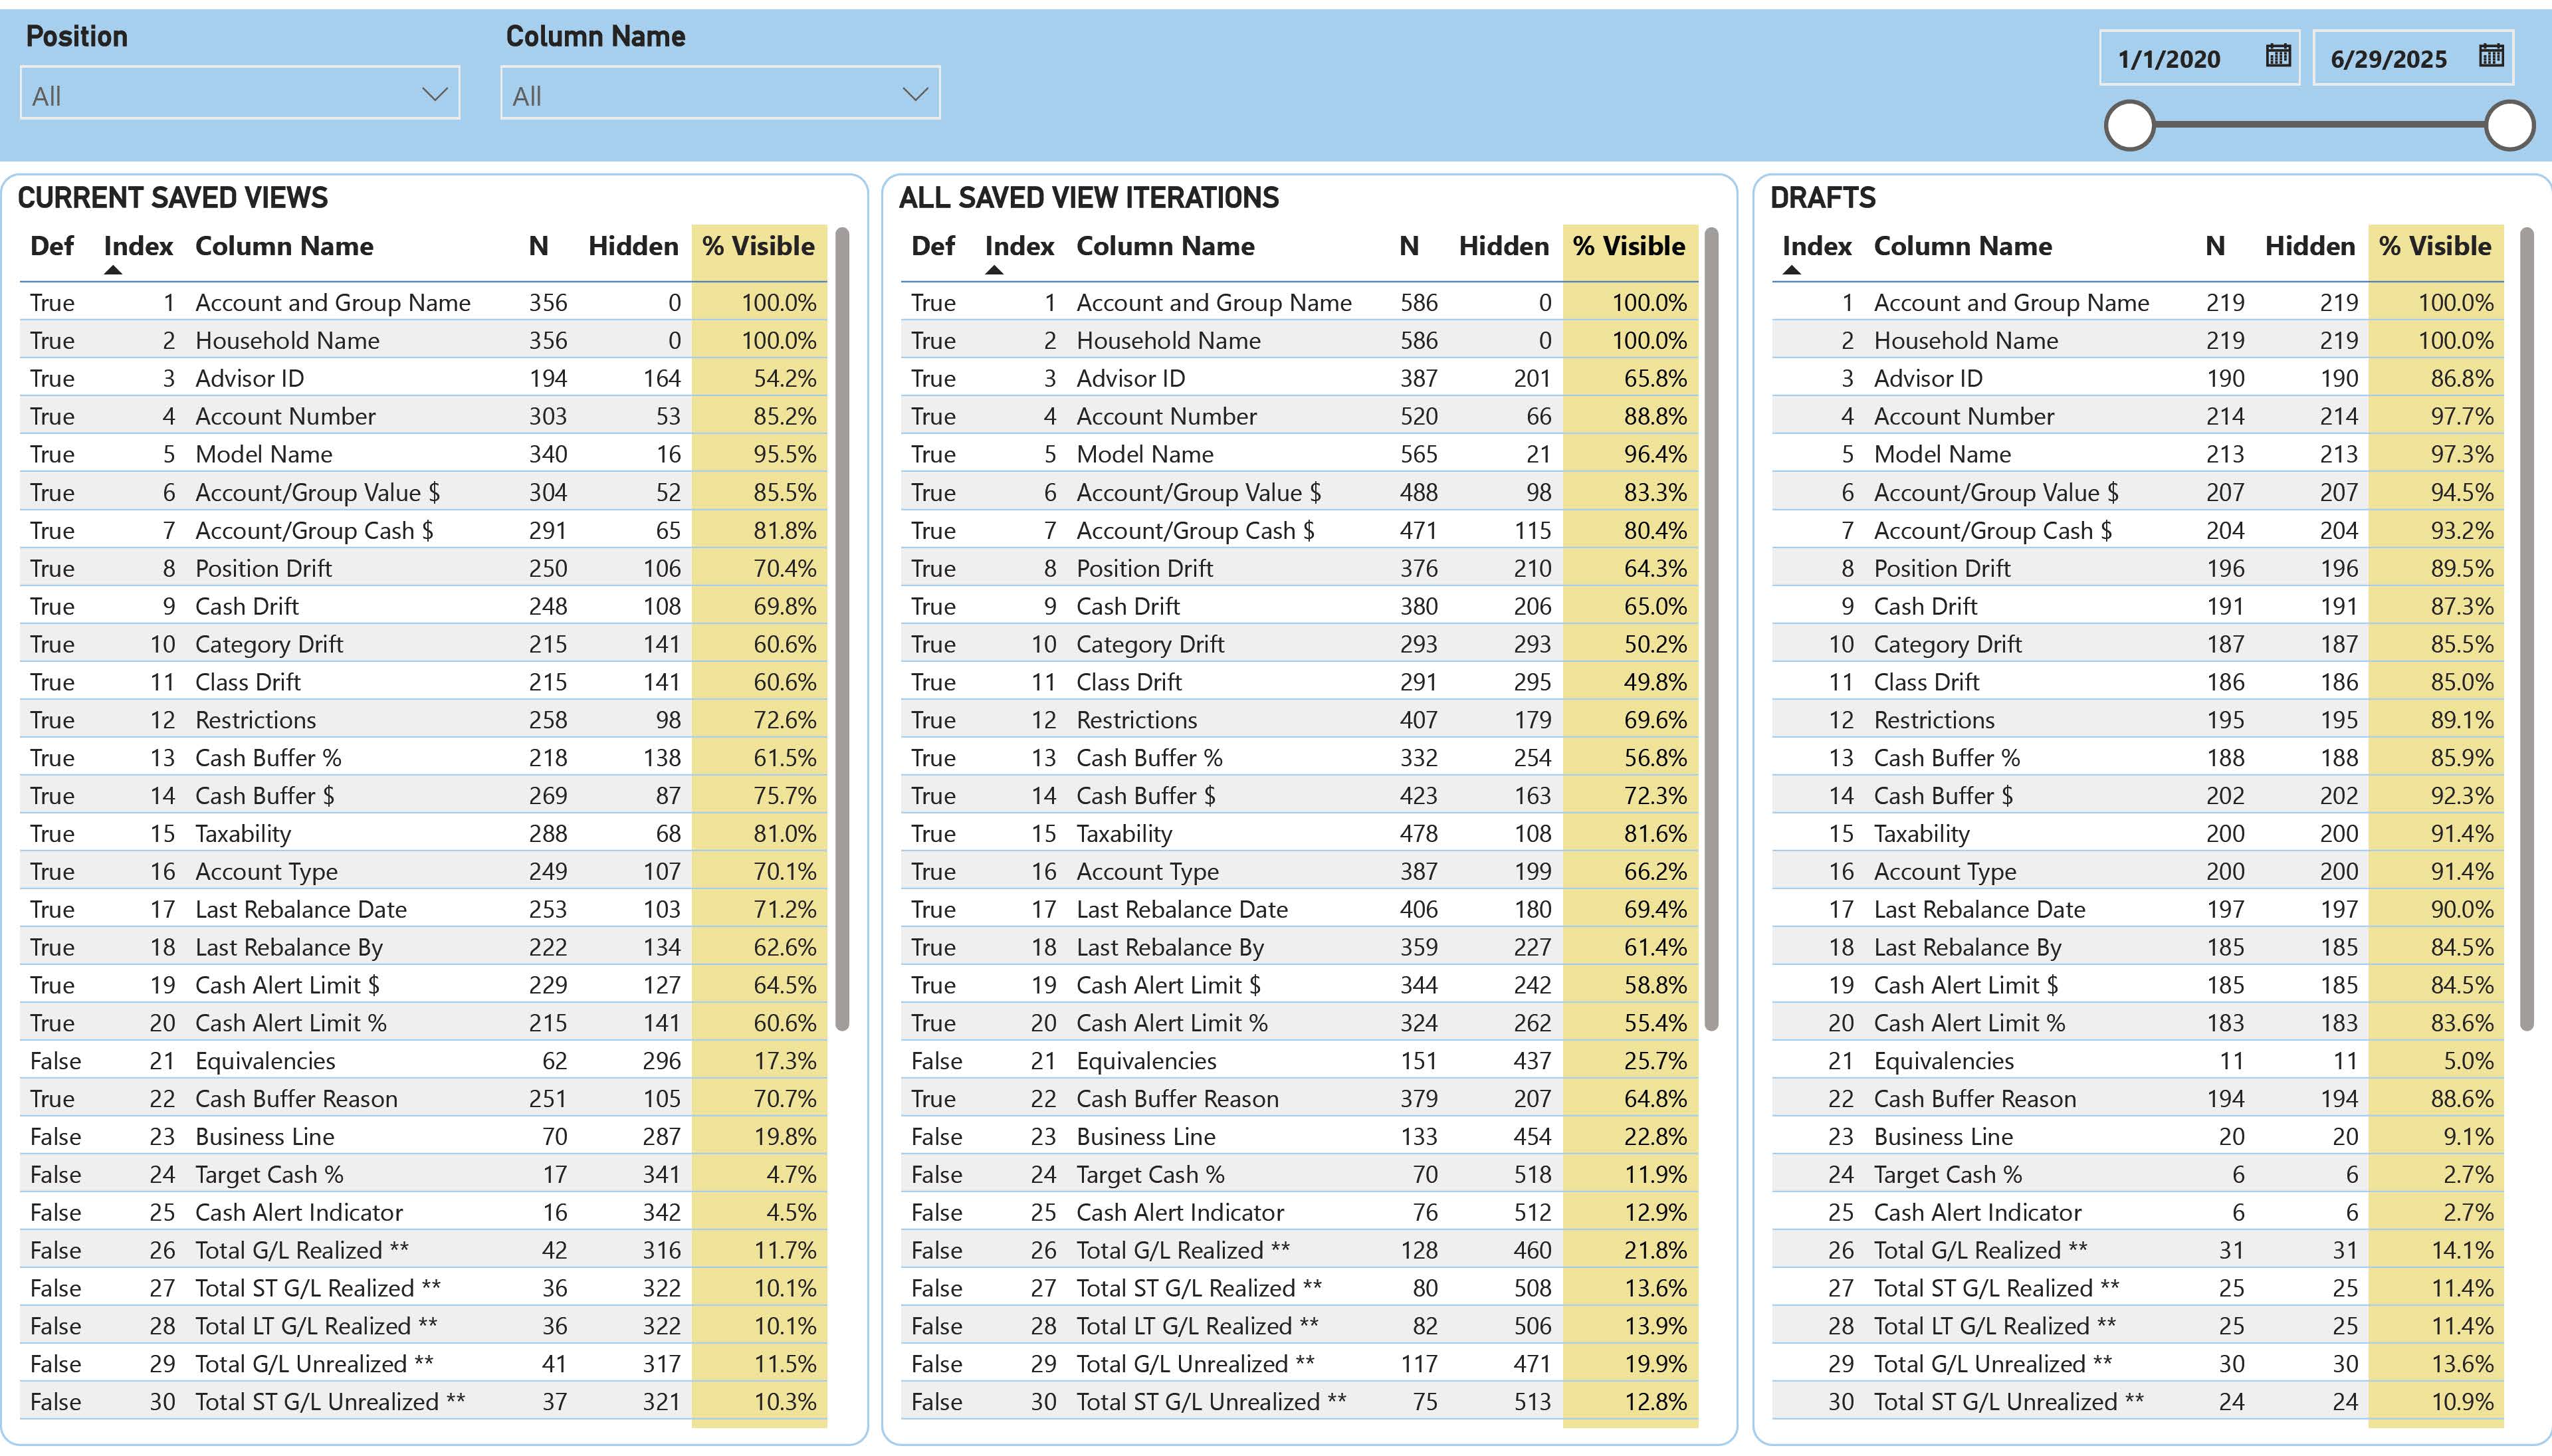 Position
Column Name
All
All
1/1/2020
6/29/2025
CURRENT SAVED VIEWS
Def Index Column Name N Hidden % Visible
True 1 Account and Group Name 356 0 100.0%
True 2 Household Name 356 0 100.0%
True 3 Advisor ID 194 164 54.2%
True 4 Account Number 303 53 85.2%
True 5 Model Name 340 16 95.5%
True 6 Account/Group Value $ 304 52 85.5%
True 7 Account/Group Cash $ 291 65 81.8%
True 8 Position Drift 250 106 70.4%
True 9 Cash Drift 248 108 69.8%
True 10 Category Drift 215 141 60.6%
True 11 Class Drift 215 141 60.6%
True 12 Restrictions 258 98 72.6%
True 13 Cash Buffer % 218 138 61.5%
True 14 Cash Buffer $ 269 87 75.7%
True 15 Taxability 288 68 81.0%
True 16 Account Type 249 107 70.1%
True 17 Last Rebalance Date 253 103 71.2%
True 18 Last Rebalance By 222 134 62.6%
True 19 Cash Alert Limit $ 229 127 64.5%
True 20 Cash Alert Limit % 215 141 60.6%
False 21 Equivalencies 62 296 17.3%
True 22 Cash Buffer Reason 251 105 70.7%
False 23 Business Line 70 287 19.8%
False 24 Target Cash % 17 341 4.7%
False 25 Cash Alert Indicator 16 342 4.5%
False 26 Total G/L Realized ** 42 316 11.7%
False 27 Total ST G/L Realized ** 36 322 10.1%
False 28 Total LT G/L Realized ** 36 322 10.1%
False 29 Total G/L Unrealized ** 41 317 11.5%
False 30 Total ST G/L Unrealized ** 37 321 10.3%
ALL SAVED VIEW ITERATIONS
Def Index Column Name N Hidden % Visible
True 1 Account and Group Name 586 0 100.0%
True 2 Household Name 586 0 100.0%
True 3 Advisor ID 387 201 65.8%
True 4 Account Number 520 66 88.8%
True 5 Model Name 565 21 96.4%
True 6 Account/Group Value $ 488 98 83.3%
True 7 Account/Group Cash $ 471 115 80.4%
True 8 Position Drift 376 210 64.3%
True 9 Cash Drift 380 206 65.0%
True 10 Category Drift 293 293 50.2%
True 11 Class Drift 291 295 49.8%
True 12 Restrictions 407 179 69.6%
True 13 Cash Buffer % 332 254 56.8%
True 14 Cash Buffer $ 423 163 72.3%
True 15 Taxability 478 108 81.6%
True 16 Account Type 387 199 66.2%
True 17 Last Rebalance Date 406 180 69.4%
True 18 Last Rebalance By 359 227 61.4%
True 19 Cash Alert Limit $ 344 242 58.8%
True 20 Cash Alert Limit % 324 262 55.4%
False 21 Equivalencies 151 437 25.7%
True 22 Cash Buffer Reason 379 207 64.8%
False 23 Business Line 133 454 22.8%
False 24 Target Cash % 70 518 11.9%
False 25 Cash Alert Indicator 76 512 12.9%
False 26 Total G/L Realized ** 128 460 21.8%
False 27 Total ST G/L Realized ** 80 508 13.6%
False 28 Total LT G/L Realized ** 82 506 13.9%
False 29 Total G/L Unrealized ** 117 471 19.9%
False 30 Total ST G/L Unrealized ** 75 513 12.8%
DRAFTS
Index Column Name N Hidden % Visible
1 Account and Group Name 219 219 100.0%
2 Household Name 219 219 100.0%
3 Advisor ID 190 190 86.8%
4 Account Number 214 214 97.7%
5 Model Name 213 213 97.3%
6 Account/Group Value $ 207 207 94.5%
7 Account/Group Cash $ 204 204 93.2%
8 Position Drift 196 196 89.5%
9 Cash Drift 191 191 87.3%
10 Category Drift 187 187 85.5%
11 Class Drift 186 186 85.0%
12 Restrictions 195 195 89.1%
13 Cash Buffer % 188 188 85.9%
14 Cash Buffer $ 202 202 92.3%
15 Taxability 200 200 91.4%
16 Account Type 200 200 91.4%
17 Last Rebalance Date 197 197 90.0%
18 Last Rebalance By 185 185 84.5%
19 Cash Alert Limit $ 185 185 84.5%
20 Cash Alert Limit % 183 183 83.6%
21 Equivalencies 11 11 5.0%
22 Cash Buffer Reason 194 194 88.6%
23 Business Line 20 20 9.1%
24 Target Cash % 6 6 2.7%
25 Cash Alert Indicator 6 6 2.7%
26 Total G/L Realized ** 31 31 14.1%
27 Total ST G/L Realized ** 25 25 11.4%
28 Total LT G/L Realized ** 25 25 11.4%
29 Total G/L Unrealized ** 30 30 13.6%
30 Total ST G/L Unrealized ** 24 24 10.9%